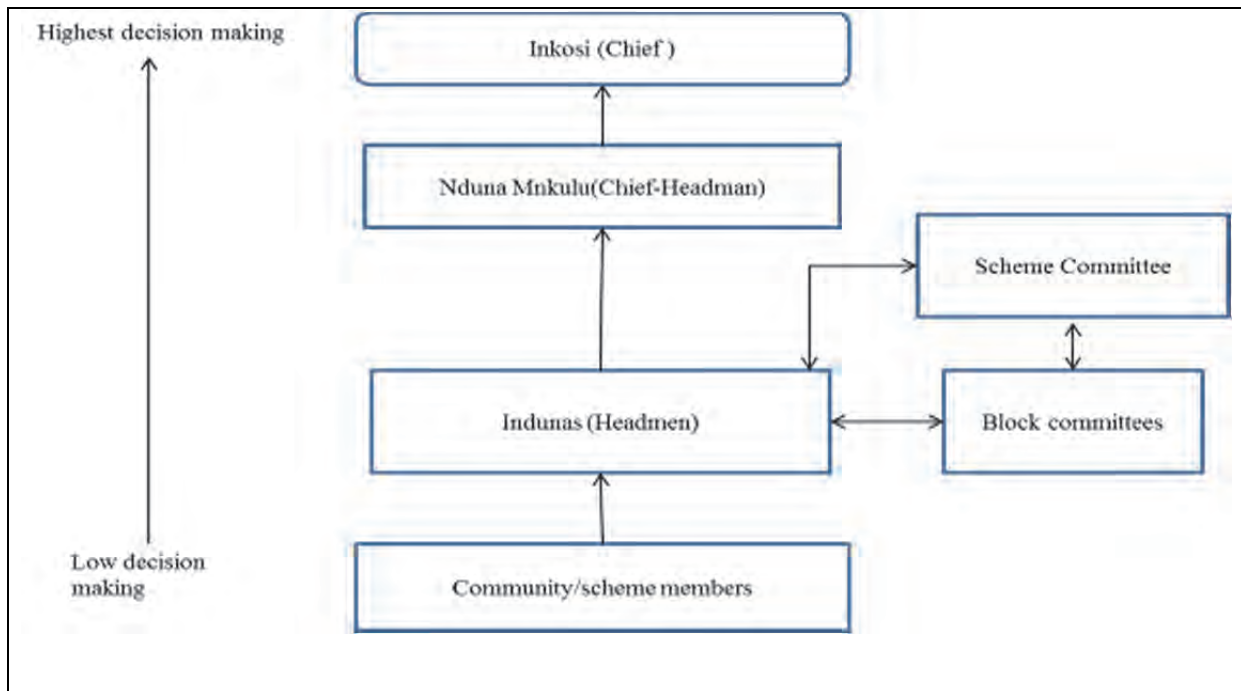 Highest decision making
Inkosi (Chief )
Nduna Mnkulu(Chief-Headman)
Scheme Committee
Indunas (Headmen)
Block committees
Low decision
making
Community/scheme members